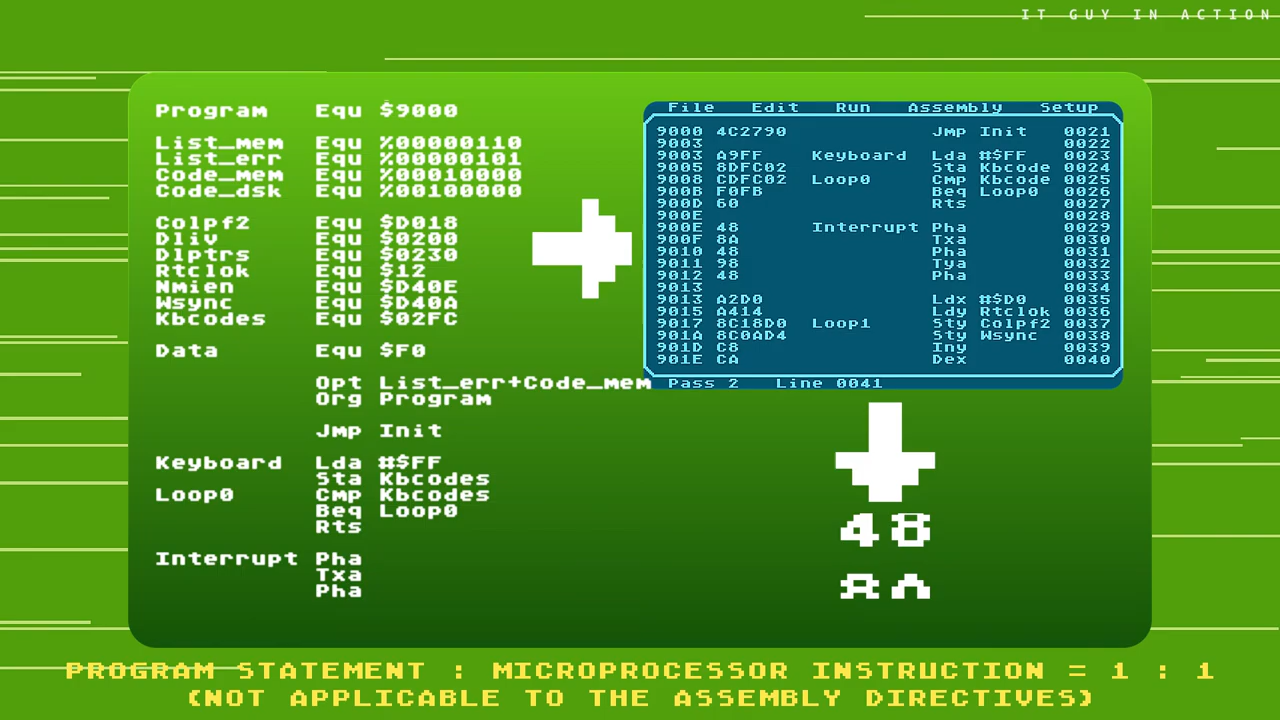 IT GUY IN ACTION
Program Equ $9000
List_mem Equ %00000110
List_err Equ %00000101
Code_mem Equ %00010000
Code_dsk Equ %00100000
Colpf2 Equ $D018
Dliv Equ $0200
Dlptrs Equ $0230
Rtclok Equ $12
Nmien Equ $D40E
Wsync Equ $D40A
Kbcodes Equ $02FC
Data Equ $F0
Opt List_err+Code_mem
Org Program
Jmp Init
Keyboard Lda #$FF
Sta Kbcodes
Loop0 Cmp Kbcodes
Beq Loop0
Rts
Interrupt Pha
Txa
Pha
File Edit Run Assembly Setup
9000 4C2790 Jmp Init 0021
9003 0022
9003 A9FF Keyboard Lda #$FF 0023
9005 8DFC02 Sta Kbcode 0024
9008 CDFC02 Loop0 Cmp Kbcode 0025
900B F0FB Beq Loop0 0026
900D 60 Rts 0027
900E 0028
900E 48 Interrupt Pha 0029
900F 8A Txa 0030
9010 48 Pha 0031
9011 98 Tya 0032
9012 48 Pha 0033
9013 0034
9013 A2D0 Ldx #$D0 0035
9015 A414 Ldy Rtclok 0036
9017 8C18D0 Loop1 Sty Colpf2 0037
901A 8C0AD4 Sty Wsync 0038
901D C8 Iny 0039
901E CA Dex 0040
Pass 2 Line 0041
48
PROGRAM STATEMENT : MICROPROCESSOR INSTRUCTION = 1 : 1
(NOT APPLICABLE TO THE ASSEMBLY DIRECTIVES)